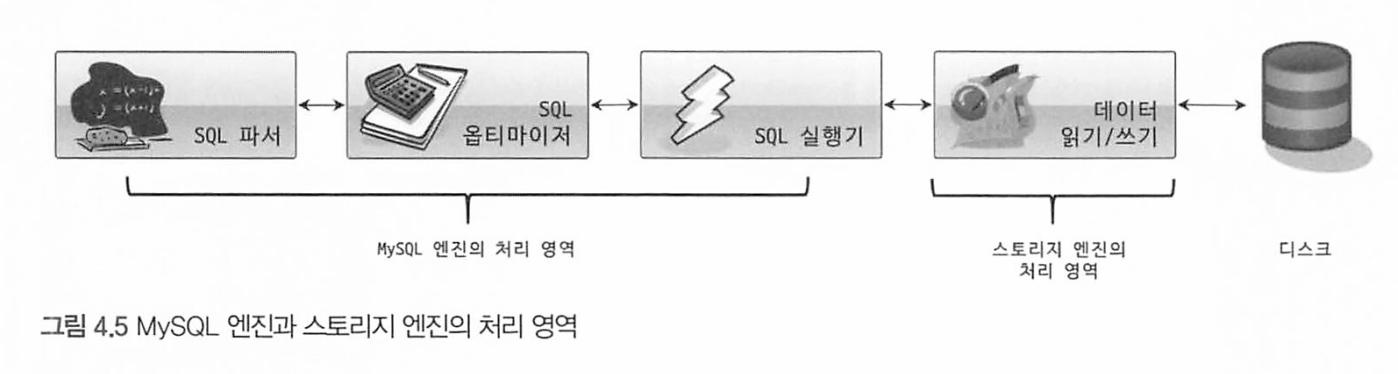 SQL 파서
SQL
옵티마이저
SQL 실행기
데이터
읽기/쓰기
MySQL 엔진의 처리 영역
스토리지 엔진의
처리 영역
디스크
그림 4.5 MySQL 엔진과 스토리지 엔진의 처리 영역